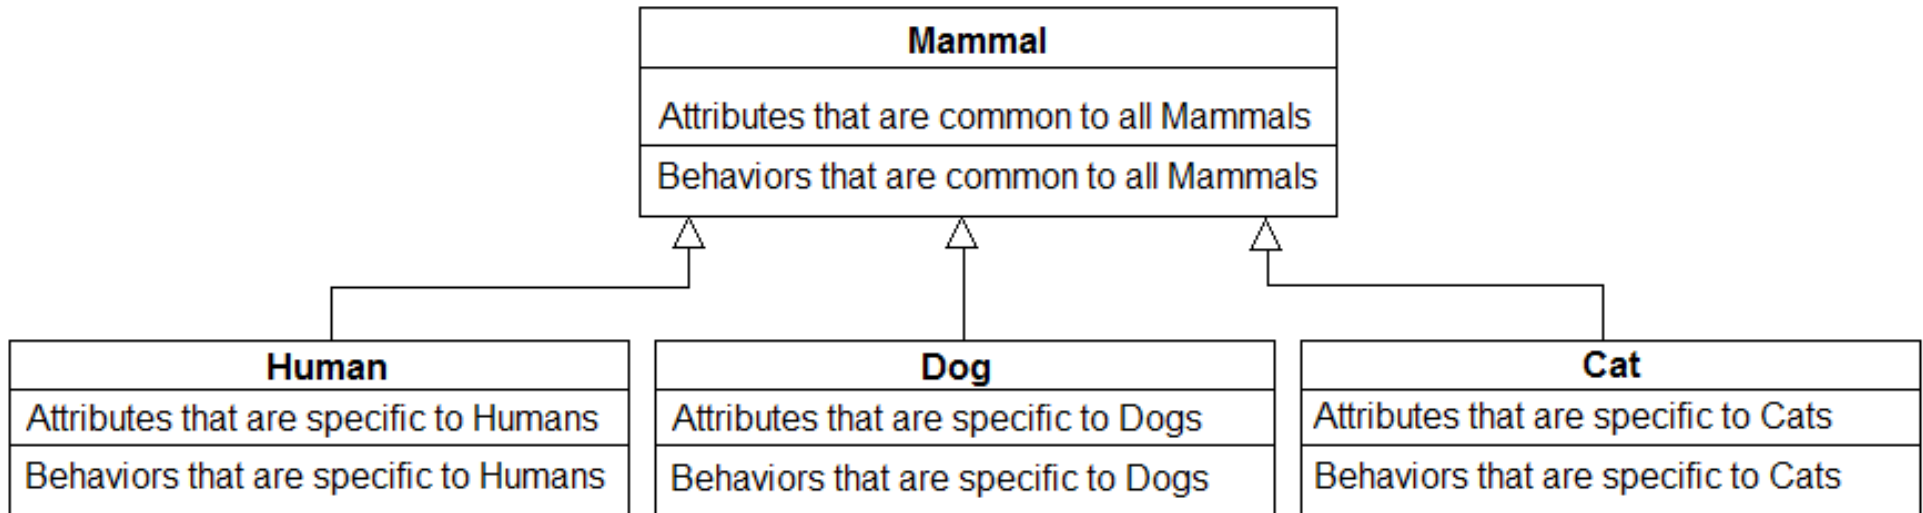 Mammal
Attributes that are common to all Mammals
Behaviors that are common to all Mammals
Human
Attributes that are specific to Humans
Behaviors that are specific to Humans
Dog
Attributes that are specific to Dogs
Behaviors that are specific to Dogs
Cat
Attributes that are specific to Cats
Behaviors that are specific to Cats